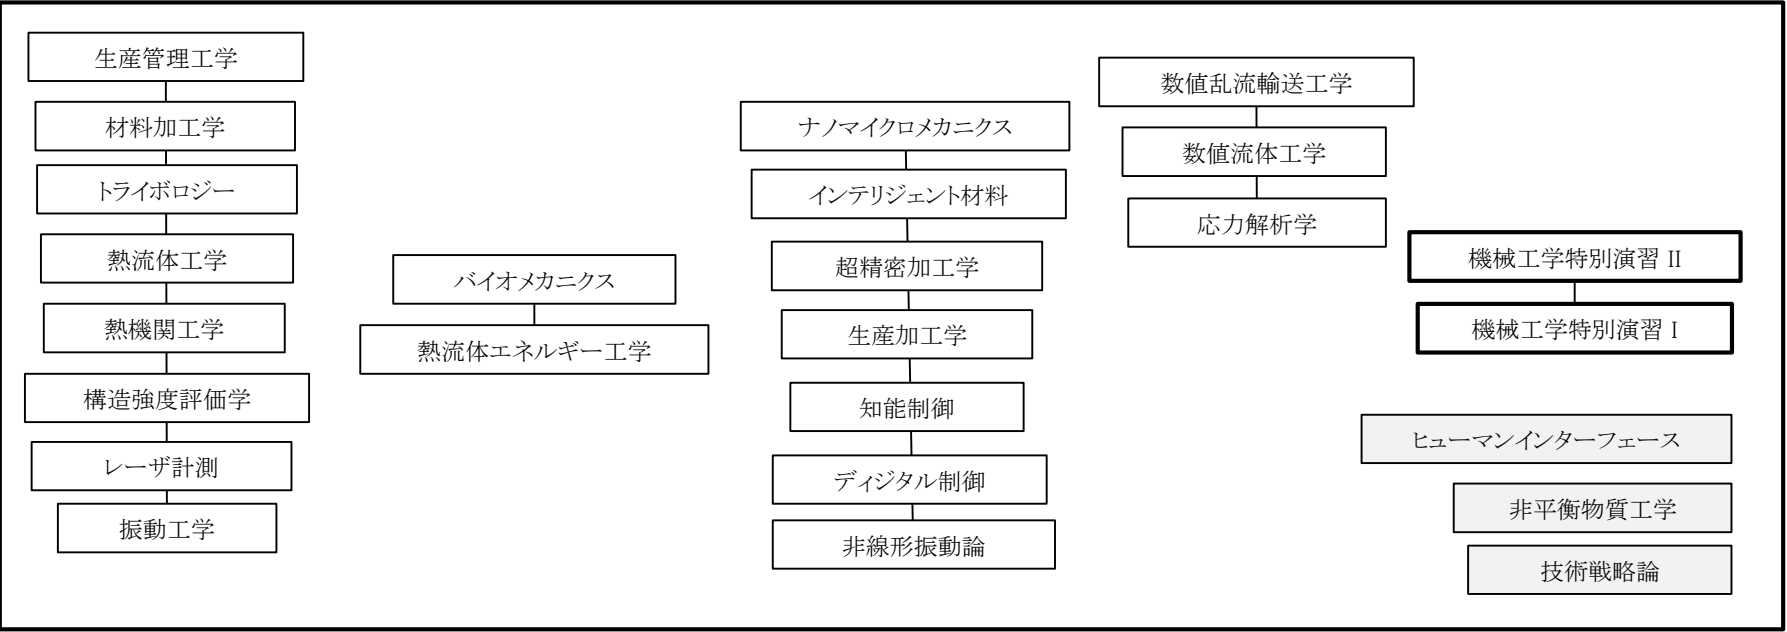 生産管理工学
材料加工学
トライボロジー
熱流体工学
熱機関工学
構造強度評価学
レーザ計測
振動工学
バイオメカニクス
熱流体エネルギー工学
ナノマイクロメカニクス
インテリジェント材料
超精密加工学
生産加工学
知能制御
ディジタル制御
非線形振動論
数値乱流輸送工学
数値流体工学
応力解析学
機械工学特別演習 II
機械工学特別演習 I
ヒューマンインターフェース
非平衡物質工学
技術戦略論